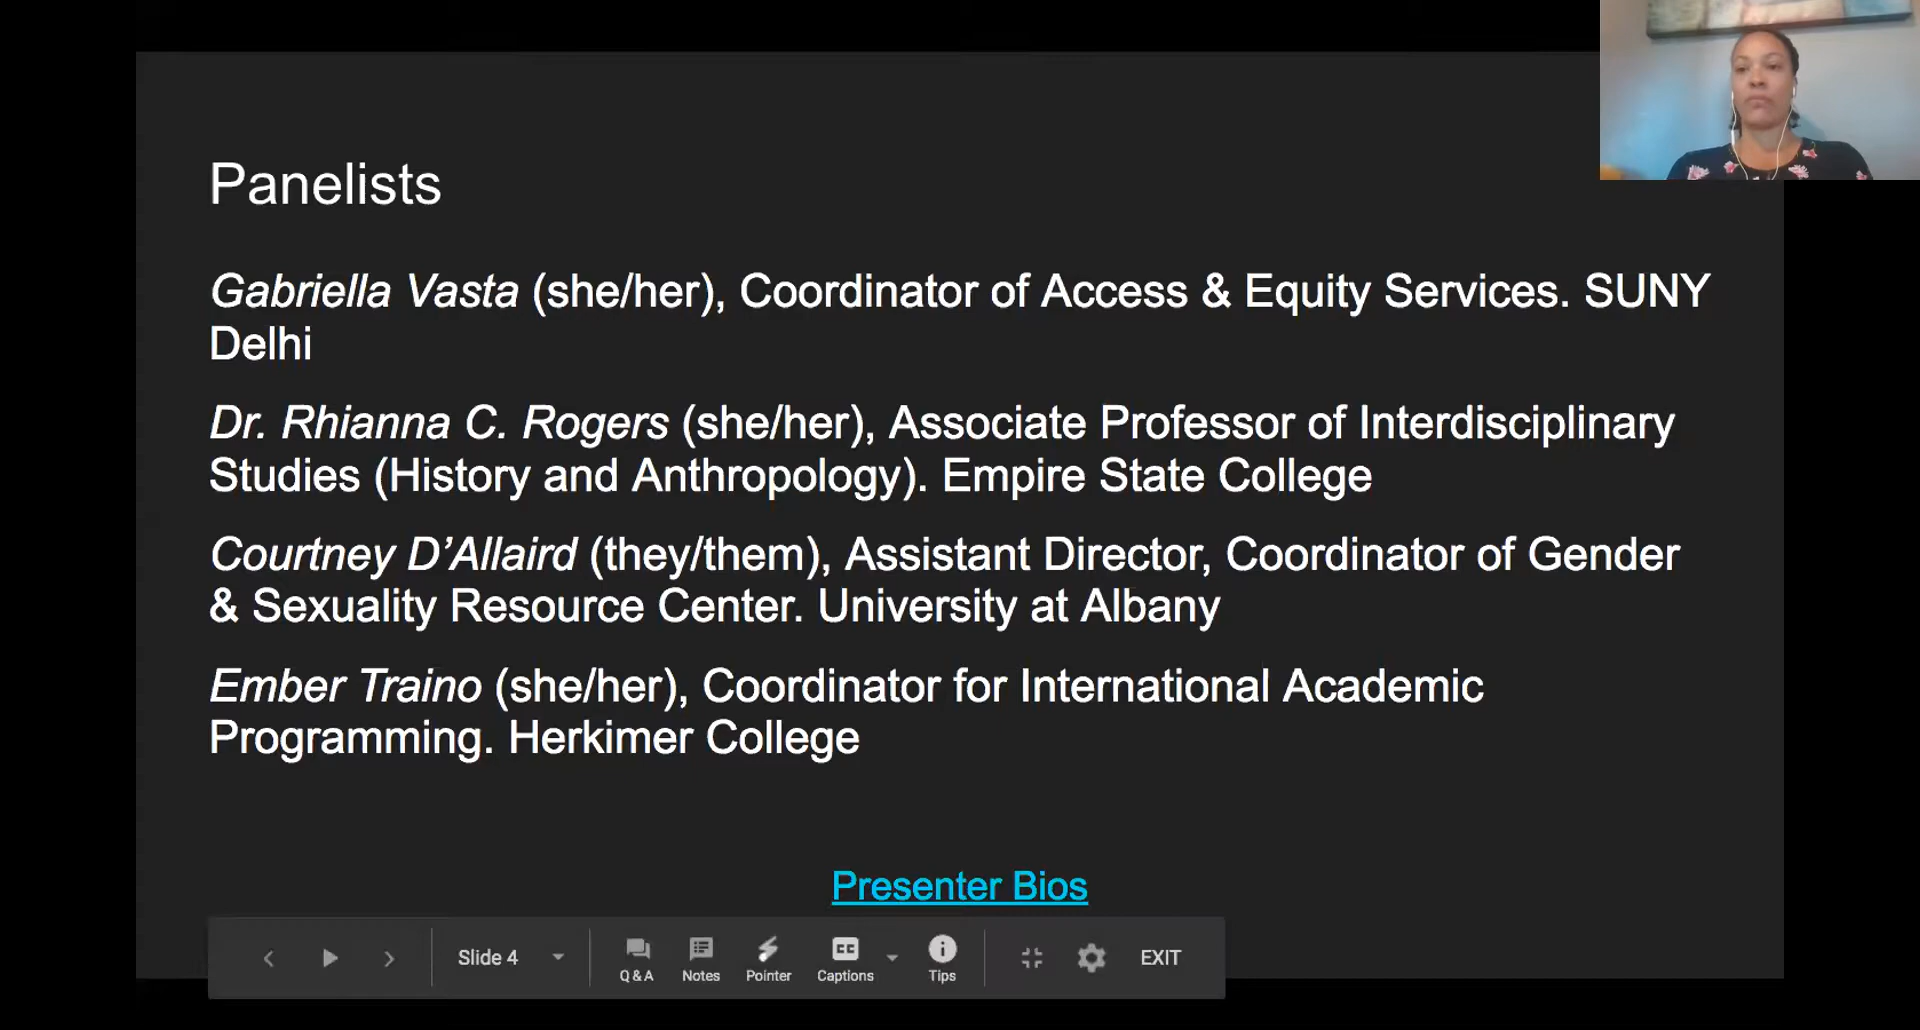 Panelists
Gabriella Vasta (she/her), Coordinator of Access & Equity Services. SUNY
Delhi
Dr. Rhianna C. Rogers (she/her), Associate Professor of Interdisciplinary
Studies (History and Anthropology). Empire State College
Courtney D’Allaird (they/them), Assistant Director, Coordinator of Gender
& Sexuality Resource Center. University at Albany
Ember Traino (she/her), Coordinator for International Academic
Programming. Herkimer College
Presenter Bios
Slide 4
Q & A
Notes
Pointer
CC
Captions
Tips
EXIT